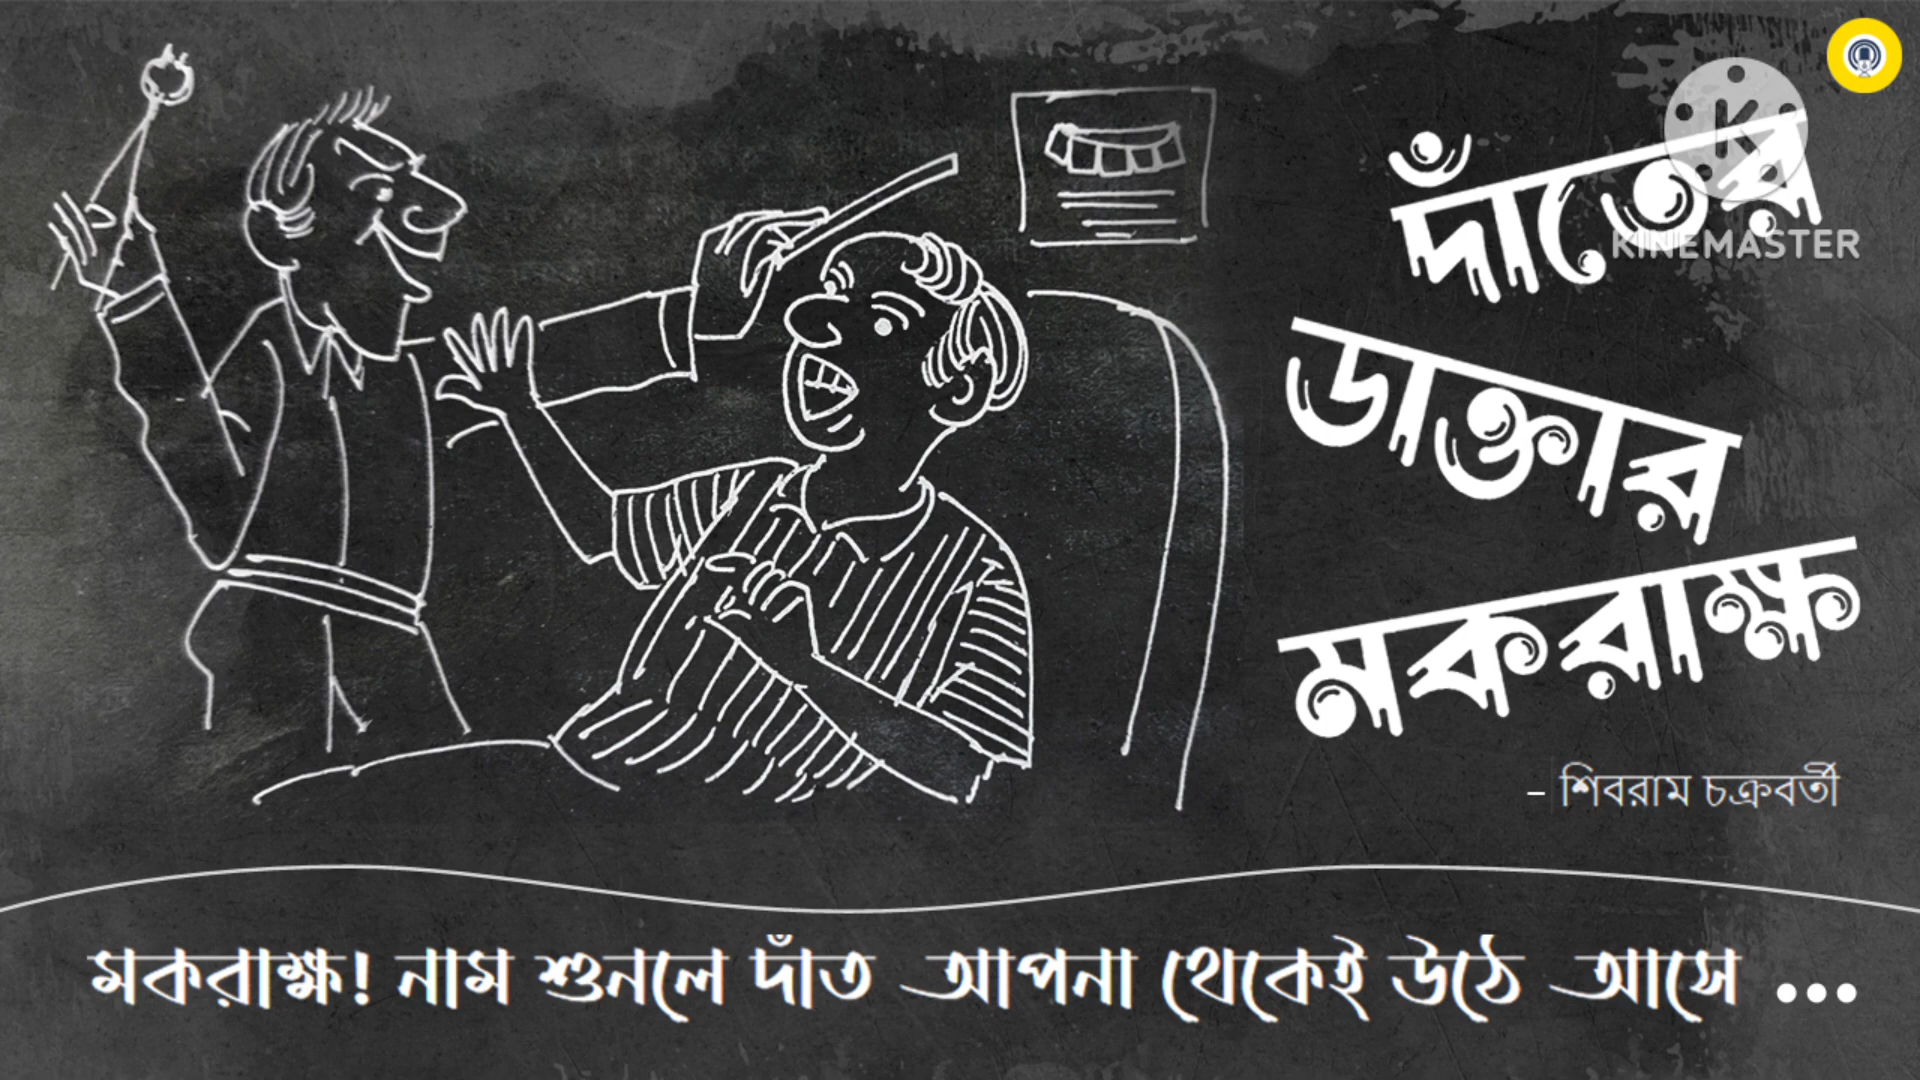 দাঁতের
KINEMASTER
ডাক্তার
মকরাক্ষ
- শিবরাম চক্রবর্তী
মকরাক্ষ! নাম শুনলে দাঁত আপনা থেকেই উঠে আসে ...